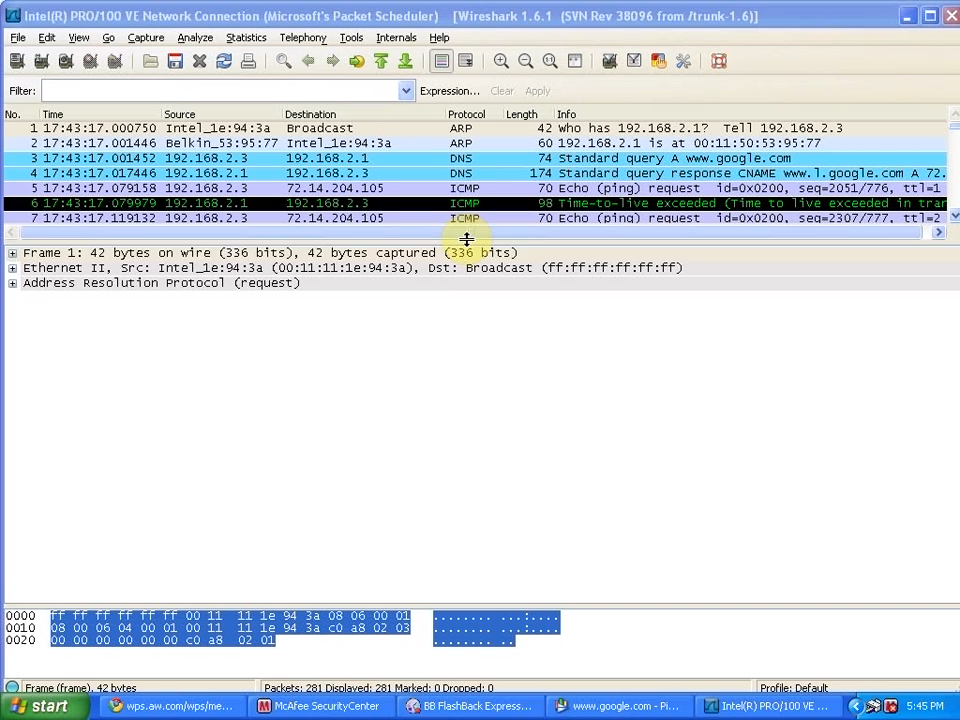 Intel(R) PRO/100 VE Network Connection (Microsoft's Packet Scheduler) [Wireshark 1.6.1 (SVN Rev 38096 from /trunk-1.6)]
File Edit View Go Capture Analyze Statistics Telephony Tools Internals Help
Filter: Expression... Clear Apply
No. Time Source Destination Protocol Length Info
1 17:43:17.000750 Intel_1e:94:3a Broadcast ARP 42 Who has 192.168.2.1? Tell 192.168.2.3
2 17:43:17.001446 Belkin_53:95:77 Intel_1e:94:3a ARP 60 192.168.2.1 is at 00:11:50:53:95:77
3 17:43:17.001452 192.168.2.3 192.168.2.1 DNS 74 Standard query A www.google.com
4 17:43:17.017446 192.168.2.1 192.168.2.3 DNS 174 Standard query response CNAME www.l.google.com A 72.
5 17:43:17.079158 192.168.2.3 72.14.204.105 ICMP 70 Echo (ping) request id=0x0200, seq=2051/776, ttl=1
6 17:43:17.079979 192.168.2.1 192.168.2.3 ICMP 98 Time-to-live exceeded (Time to live exceeded in tran
7 17:43:17.119132 192.168.2.3 72.14.204.105 ICMP 70 Echo (ping) request id=0x0200, seq=2307/777, ttl=2
Frame 1: 42 bytes on wire (336 bits), 42 bytes captured (336 bits)
Ethernet II, Src: Intel_1e:94:3a (00:11:11:1e:94:3a), Dst: Broadcast (ff:ff:ff:ff:ff:ff)
Address Resolution Protocol (request)
0000 ff ff ff ff ff ff 00 11 11 1e 94 3a 08 06 00 01 ........ ...:....
0010 08 00 06 04 00 01 00 11 11 1e 94 3a c0 a8 02 03 ........ ...:....
0020 00 00 00 00 00 00 c0 a8 02 01 ........ ..
Frame (frame), 42 bytes Packets: 281 Displayed: 281 Marked: 0 Dropped: 0 Profile: Default
start wps.aw.com/wps/me... McAfee SecurityCenter BB FlashBack Express... www.google.com - Pi... Intel(R) PRO/100 VE ... 5:45 PM